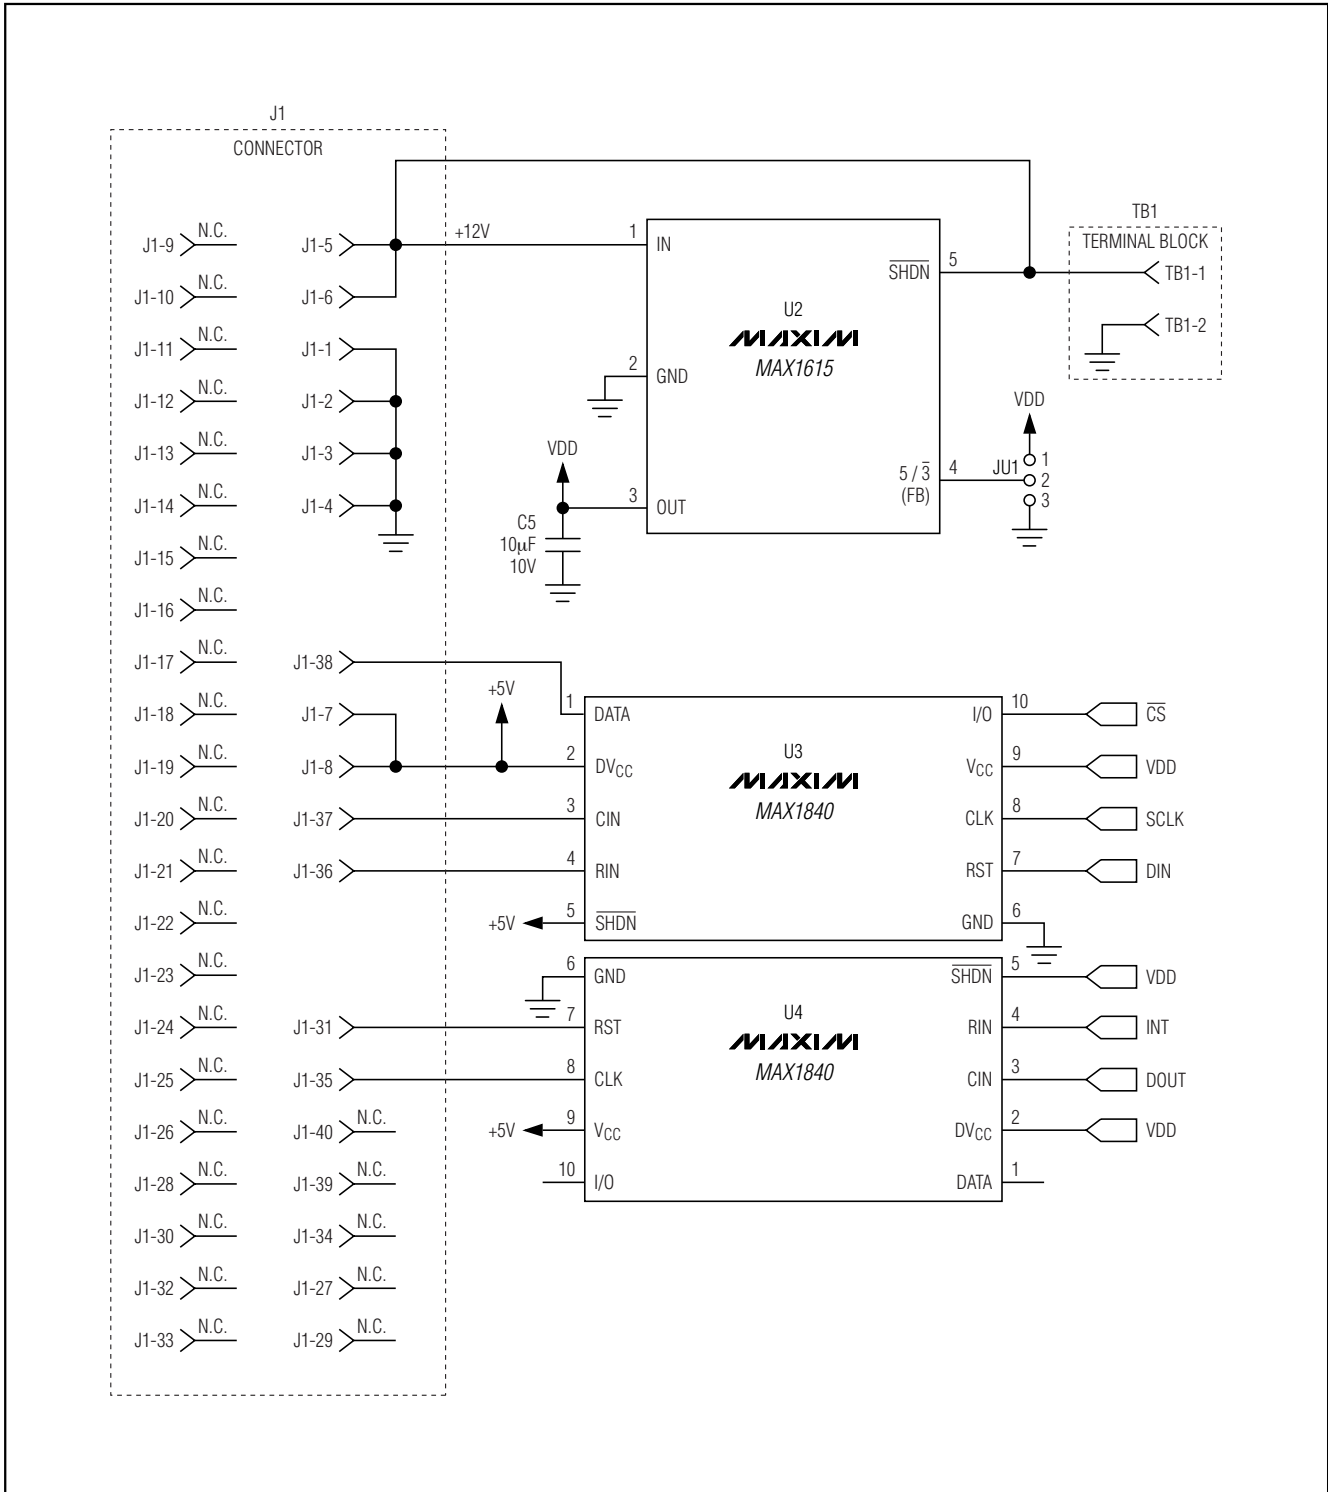 J1
CONNECTOR
TB1
TERMINAL BLOCK
J1-9 N.C. J1-5 +12V 1 IN
SHDN 5 TB1-1
J1-10 N.C. J1-6
U2
TB1-2
J1-11 N.C. J1-1
MAXIM
MAX1615
2 GND
J1-12 N.C. J1-2
VDD
J1-13 N.C. J1-3
VDD
5 / 3 4 JU1 1
(FB) 2
3
J1-14 N.C. J1-4
3 OUT
C5
10µF
10V
J1-15 N.C.
J1-16 N.C.
J1-17 N.C. J1-38
+5V
J1-18 N.C. J1-7 1 DATA I/O 10 CS
U3
J1-19 N.C. J1-8 2 DVCC VCC 9 VDD
MAXIM
MAX1840
J1-20 N.C. J1-37 3 CIN CLK 8 SCLK
J1-21 N.C. J1-36 4 RIN RST 7 DIN
J1-22 N.C. +5V 5 SHDN GND 6
J1-23 N.C. 6 GND SHDN 5 VDD
U4
J1-24 N.C. J1-31 7 RST RIN 4 INT
MAXIM
MAX1840
J1-25 N.C. J1-35 8 CLK CIN 3 DOUT
J1-26 N.C. J1-40 N.C. +5V 9 VCC DVCC 2 VDD
J1-28 N.C. J1-39 N.C. 10 I/O DATA 1
J1-30 N.C. J1-34 N.C.
J1-32 N.C. J1-27 N.C.
J1-33 N.C. J1-29 N.C.